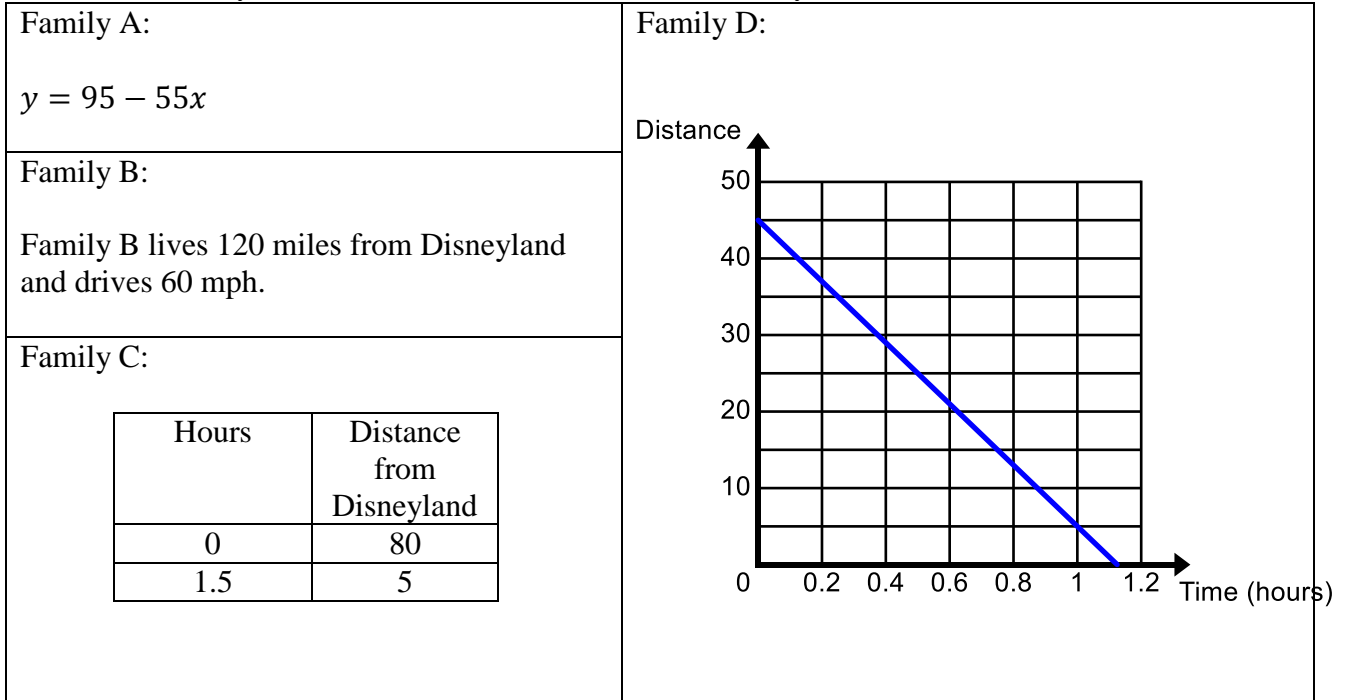 Family A:
y = 95 − 55x
Family B:
Family B lives 120 miles from Disneyland
and drives 60 mph.
Family C:
Hours Distance
from
Disneyland
0 80
1.5 5
Family D:
Distance
50
40
30
20
10
0 0.2 0.4 0.6 0.8 1 1.2 Time (hours)